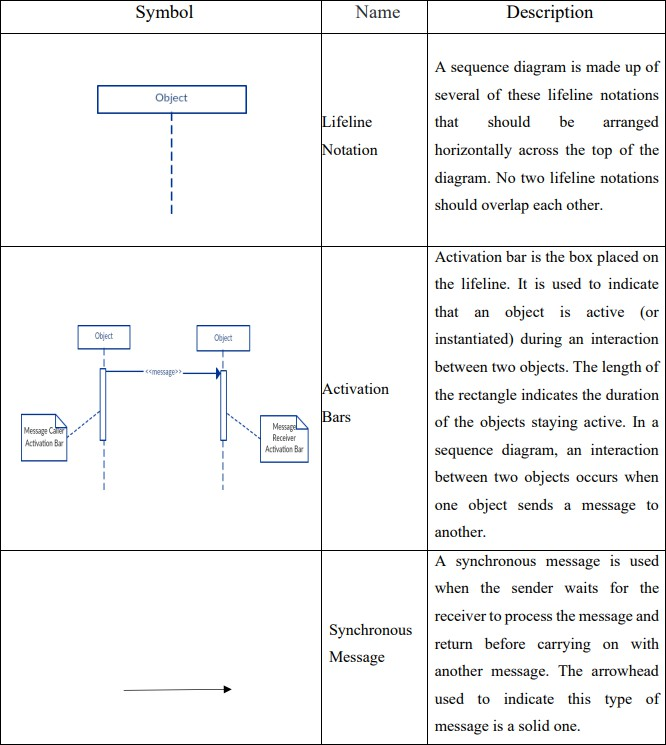 Symbol
Name
Description
Object
Lifeline
Notation
A sequence diagram is made up of
several of these lifeline notations
that should be arranged
horizontally across the top of the
diagram. No two lifeline notations
should overlap each other.
Object
Object
<<message>>
Message Caller
Activation Bar
Message
Receiver
Activation Bar
Activation
Bars
Activation bar is the box placed on
the lifeline. It is used to indicate
that an object is active (or
instantiated) during an interaction
between two objects. The length of
the rectangle indicates the duration
of the objects staying active. In a
sequence diagram, an interaction
between two objects occurs when
one object sends a message to
another.
Synchronous
Message
A synchronous message is used
when the sender waits for the
receiver to process the message and
return before carrying on with
another message. The arrowhead
used to indicate this type of
message is a solid one.